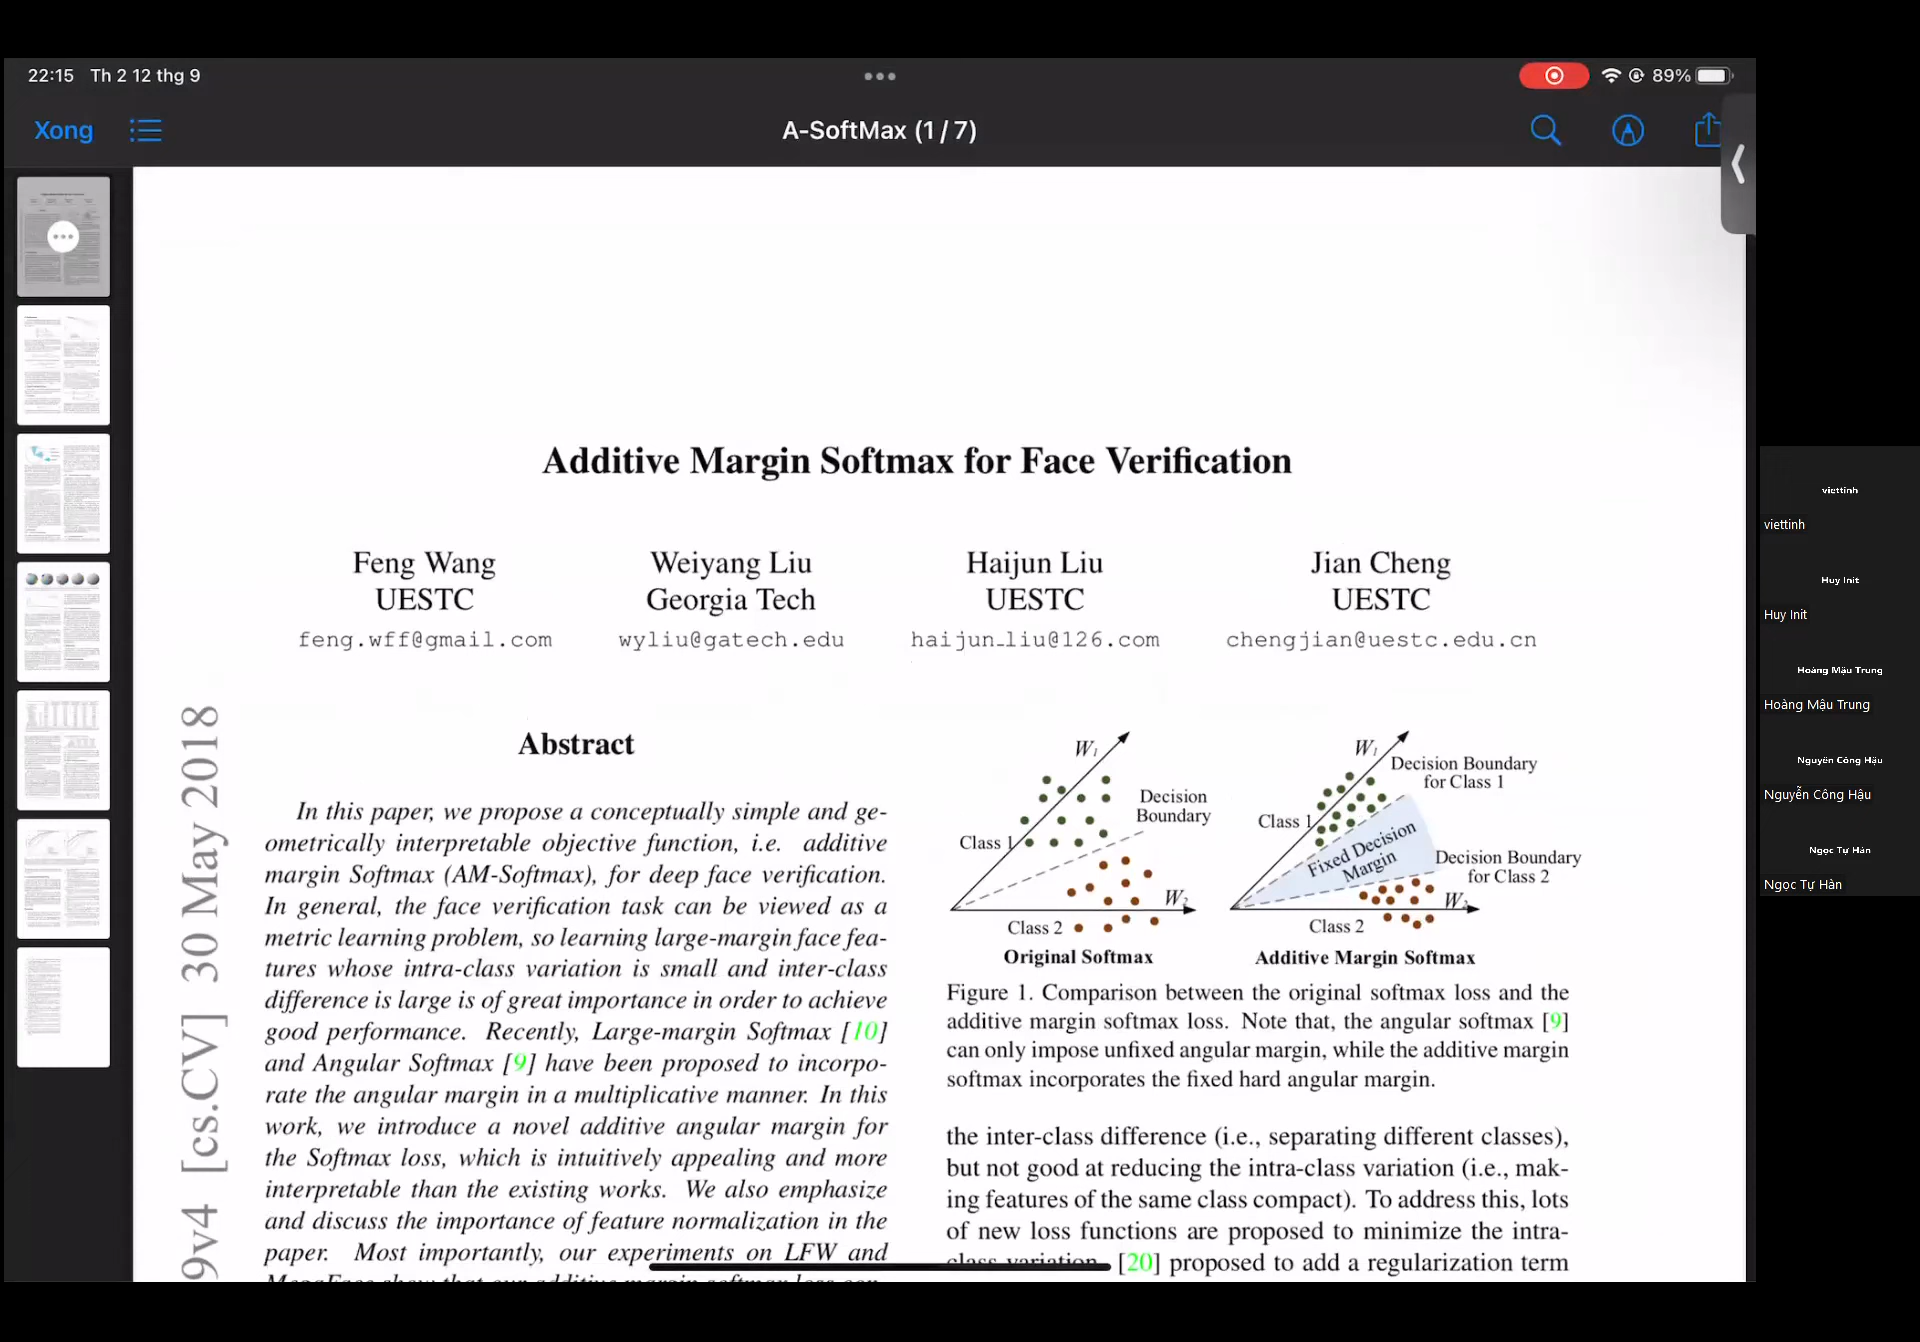 22:15 Th 2 12 thg 9
89%
Xong
A-SoftMax (1 / 7)
Additive Margin Softmax for Face Verification
Feng Wang
UESTC
feng.wff@gmail.com
Weiyang Liu
Georgia Tech
wyliu@gatech.edu
Haijun Liu
UESTC
haijun_liu@126.com
Jian Cheng
UESTC
chengjian@uestc.edu.cn
9v4 [cs.CV] 30 May 2018
Abstract
In this paper, we propose a conceptually simple and ge-
ometrically interpretable objective function, i.e. additive
margin Softmax (AM-Softmax), for deep face verification.
In general, the face verification task can be viewed as a
metric learning problem, so learning large-margin face fea-
tures whose intra-class variation is small and inter-class
difference is large is of great importance in order to achieve
good performance. Recently, Large-margin Softmax [10]
and Angular Softmax [9] have been proposed to incorpo-
rate the angular margin in a multiplicative manner. In this
work, we introduce a novel additive angular margin for
the Softmax loss, which is intuitively appealing and more
interpretable than the existing works. We also emphasize
and discuss the importance of feature normalization in the
paper. Most importantly, our experiments on LFW and
MegaFace show that our additive margin softmax loss con-
W1
Decision
Boundary
Class 1
W2
Class 2
Original Softmax
W1
Decision Boundary
for Class 1
Class 1
Fixed Decision
Margin
Decision Boundary
for Class 2
W2
Class 2
Additive Margin Softmax
Figure 1. Comparison between the original softmax loss and the
additive margin softmax loss. Note that, the angular softmax [9]
can only impose unfixed angular margin, while the additive margin
softmax incorporates the fixed hard angular margin.
the inter-class difference (i.e., separating different classes),
but not good at reducing the intra-class variation (i.e., mak-
ing features of the same class compact). To address this, lots
of new loss functions are proposed to minimize the intra-
class variation. [20] proposed to add a regularization term
viettinh
viettinh
Huy Init
Huy Init
Hoàng Mậu Trung
Hoàng Mậu Trung
Nguyễn Công Hậu
Nguyễn Công Hậu
Ngọc Tự Hàn
Ngọc Tự Hàn